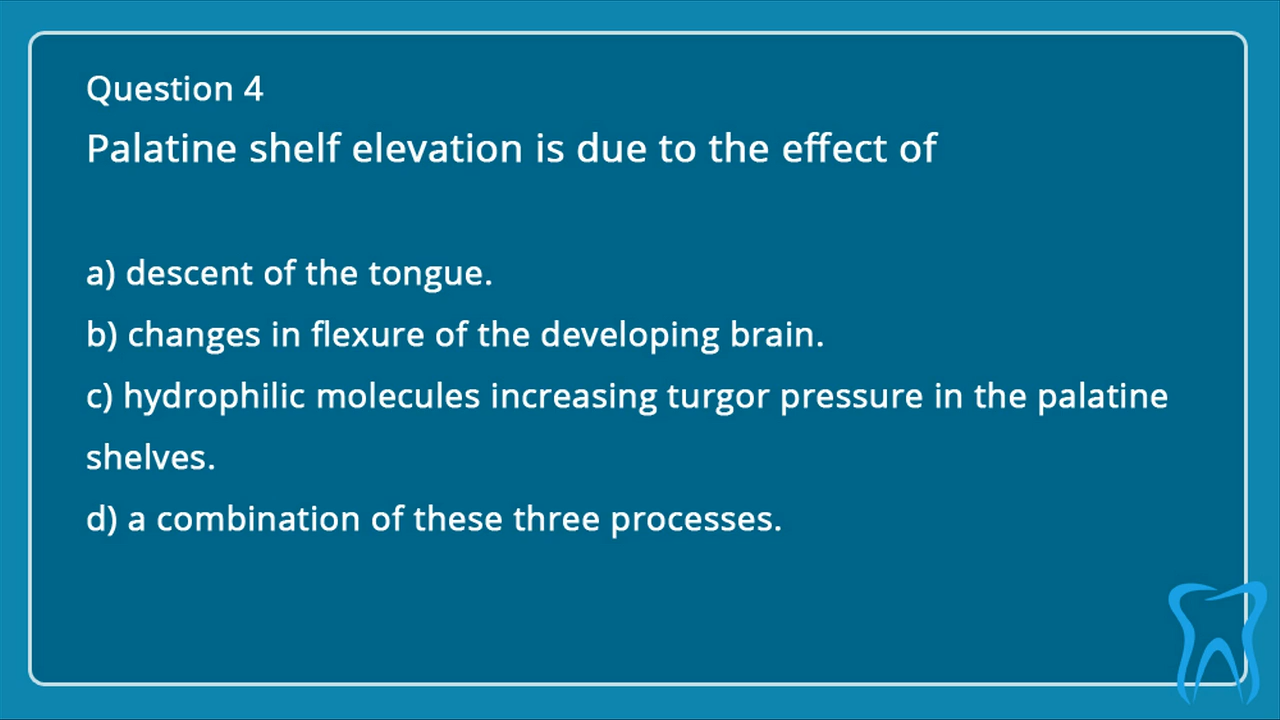 Question 4
Palatine shelf elevation is due to the effect of
a) descent of the tongue.
b) changes in flexure of the developing brain.
c) hydrophilic molecules increasing turgor pressure in the palatine
shelves.
d) a combination of these three processes.